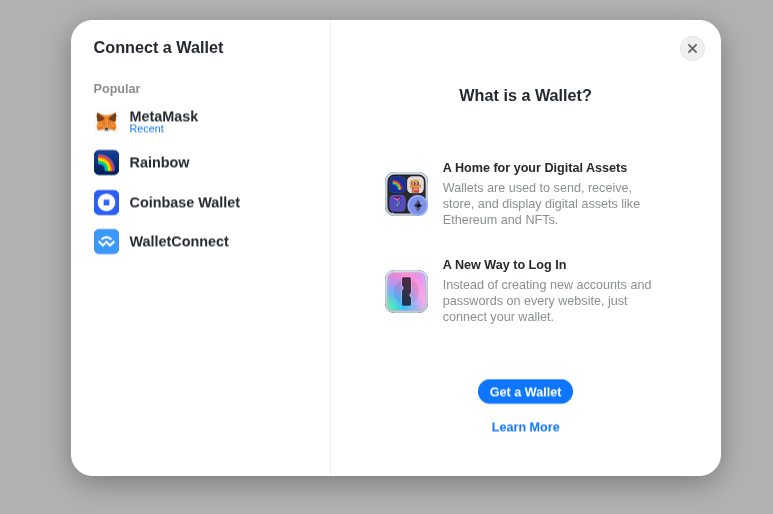 Connect a Wallet
Popular
MetaMask
Recent
Rainbow
Coinbase Wallet
WalletConnect
What is a Wallet?
A Home for your Digital Assets
Wallets are used to send, receive,
store, and display digital assets like
Ethereum and NFTs.
A New Way to Log In
Instead of creating new accounts and
passwords on every website, just
connect your wallet.
Get a Wallet
Learn More